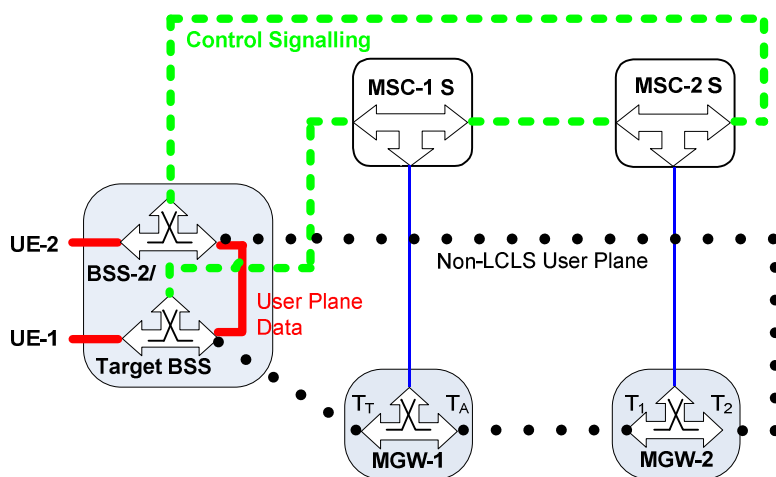 Control Signalling
MSC-1 S
MSC-2 S
UE-2
BSS-2/
Non-LCLS User Plane
User Plane
Data
UE-1
Target BSS
TT
TA
T1
T2
MGW-1
MGW-2